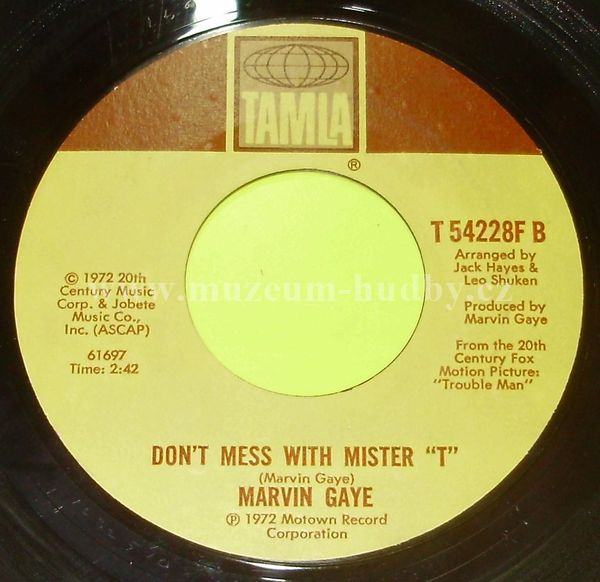 TAMLA
®
T 54228F B
Arranged by
Jack Hayes &
Leo Shuken
Produced by
Marvin Gaye
From the 20th
Century Fox
Motion Picture:
"Trouble Man"
© 1972 20th
Century Music
Corp. & Jobete
Music Co.,
Inc. (ASCAP)
61697
Time: 2:42
www.muzeum-hudby.cz
DON'T MESS WITH MISTER "T"
(Marvin Gaye)
MARVIN GAYE
℗ 1972 Motown Record
Corporation